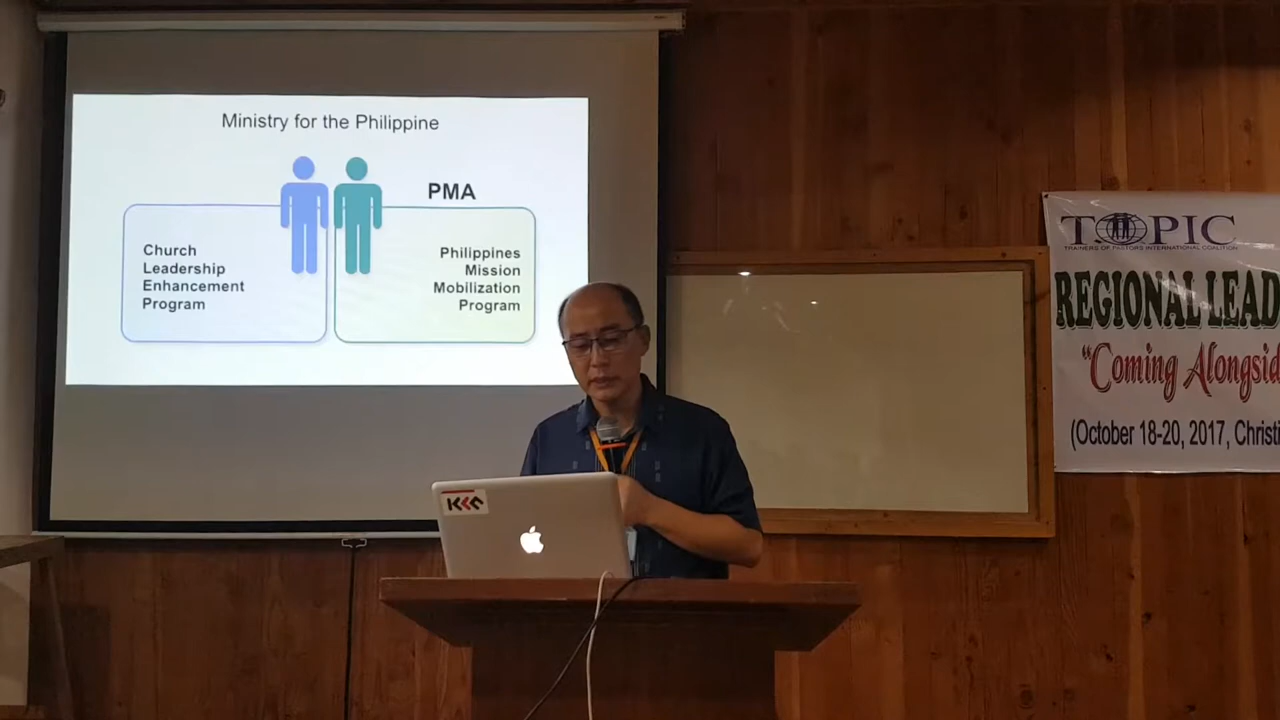 Ministry for the Philippine
PMA
Church
Leadership
Enhancement
Program
Philippines
Mission
Mobilization
Program
TOPIC
TRAINERS OF PASTORS INTERNATIONAL COALITION
REGIONAL LEAD
"Coming Alongsid
(October 18-20, 2017, Christi